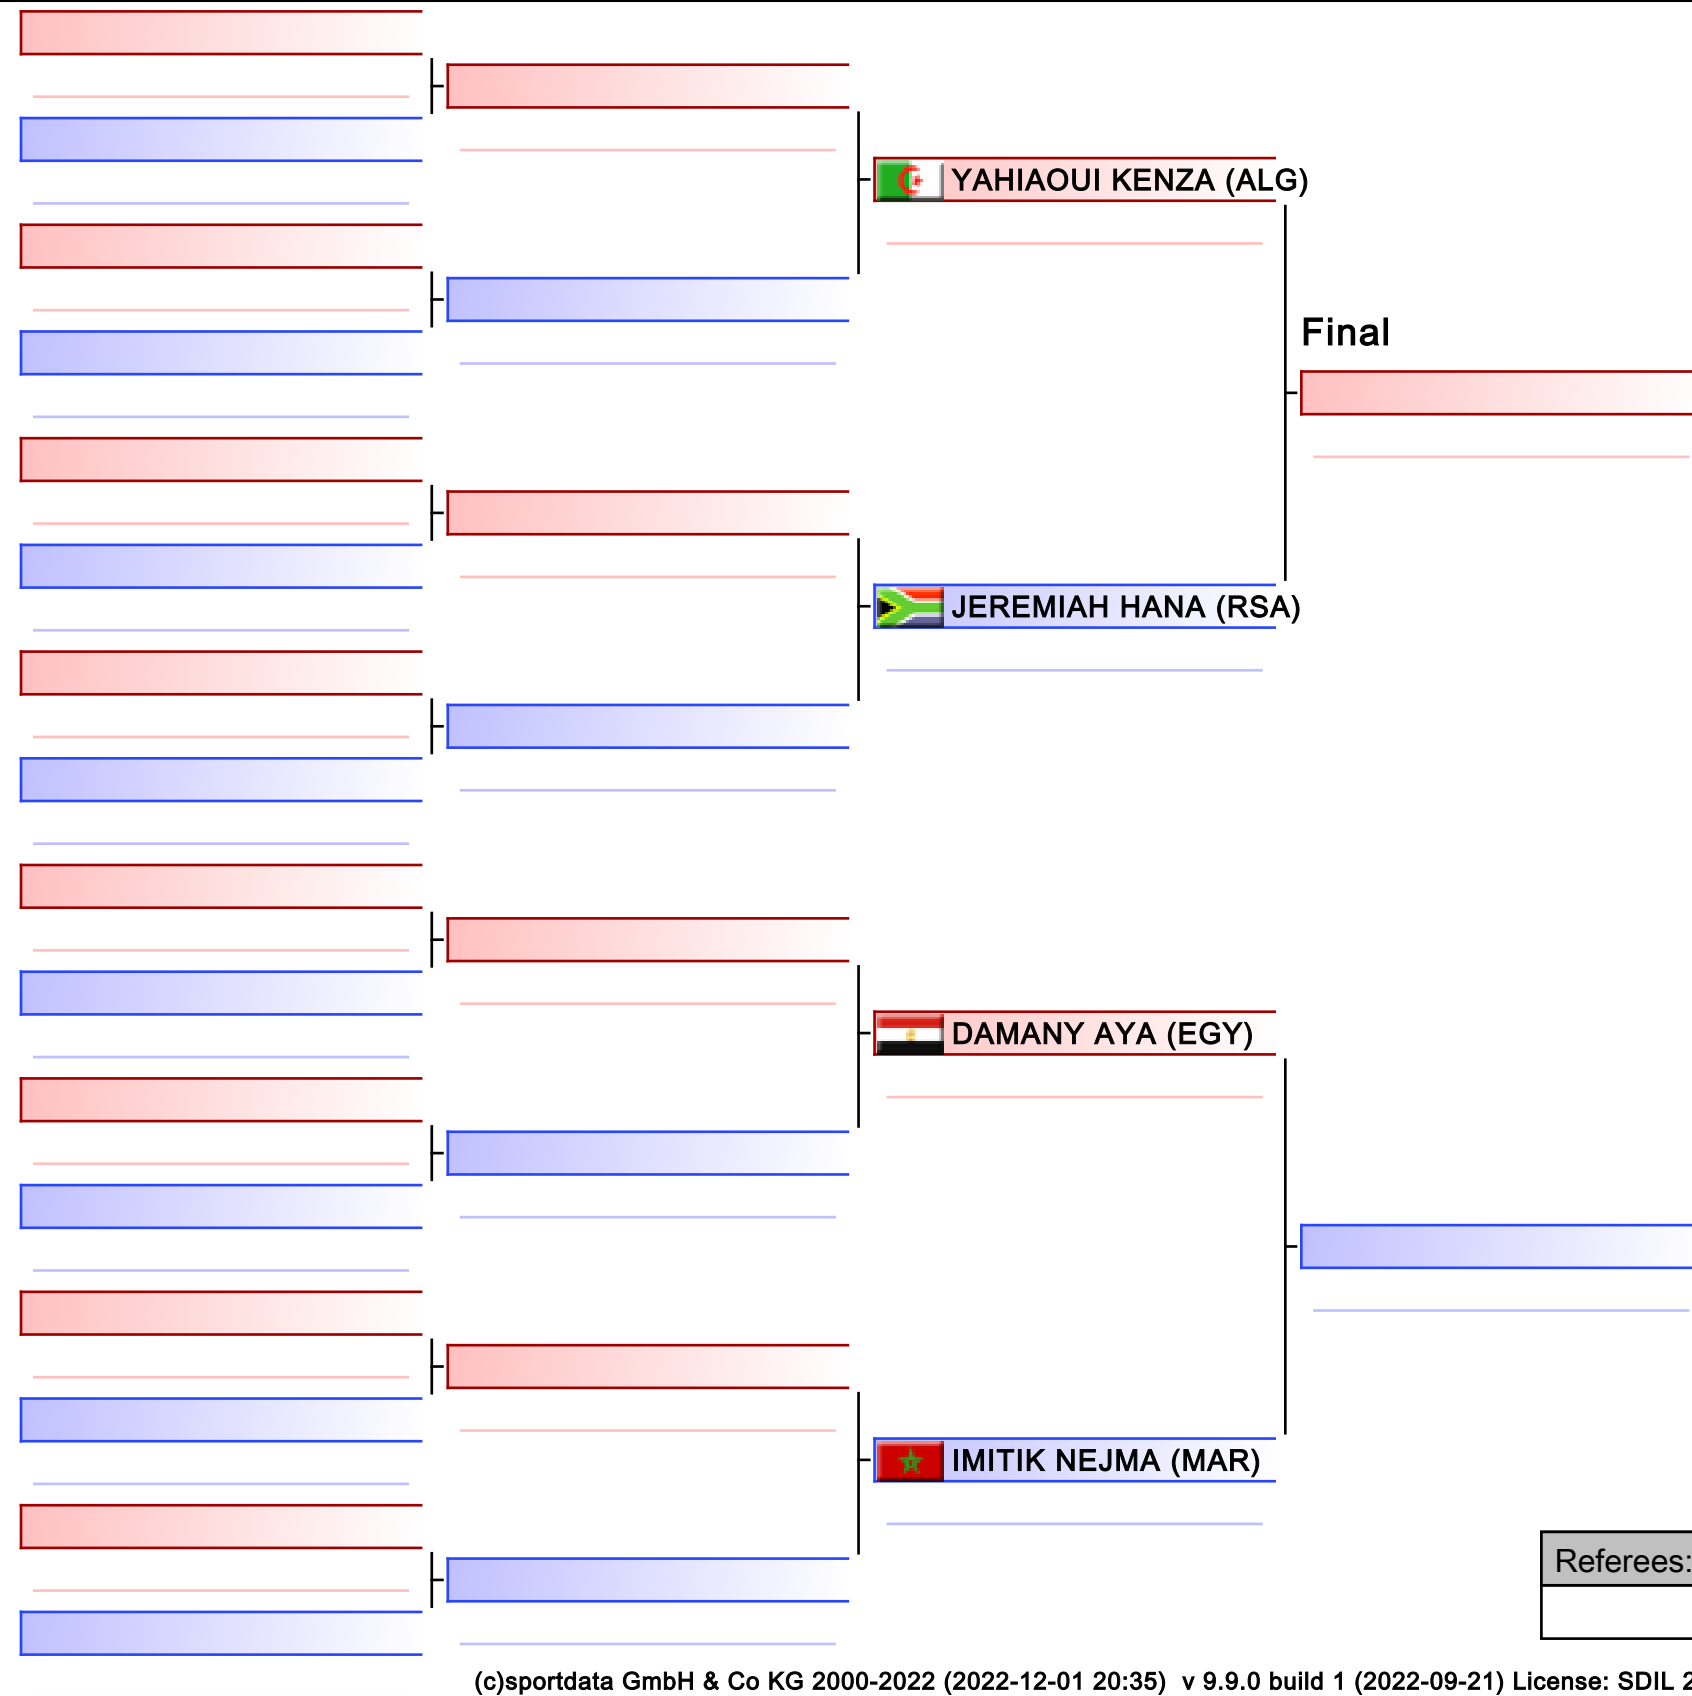 YAHIAOUI KENZA (ALG)
Final
JEREMIAH HANA (RSA)
DAMANY AYA (EGY)
IMITIK NEJMA (MAR)
Referees:
(c)sportdata GmbH & Co KG 2000-2022 (2022-12-01 20:35)  v 9.9.0 build 1 (2022-09-21) License: SDIL 2